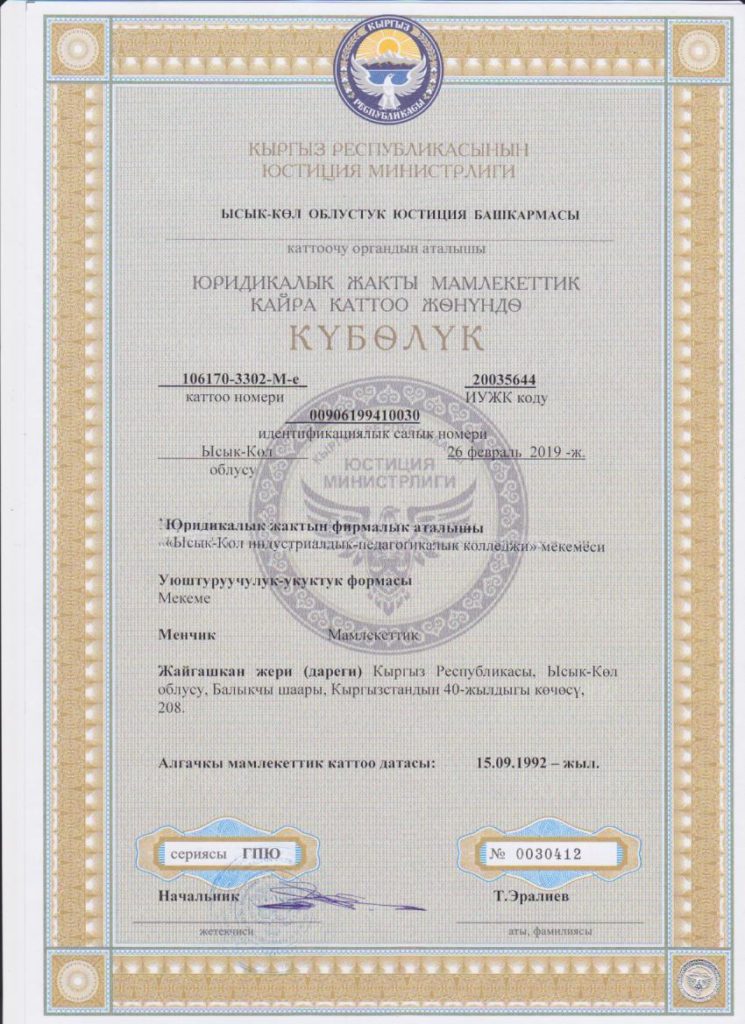 КЫРГЫЗ
РЕСПУБЛИКАСЫ
КЫРГЫЗ РЕСПУБЛИКАСЫНЫН
ЮСТИЦИЯ МИНИСТРЛИГИ
ЫСЫК-КӨЛ ОБЛУСТУК ЮСТИЦИЯ БАШКАРМАСЫ
каттоочу органдын аталышы
ЮРИДИКАЛЫК ЖАКТЫ МАМЛЕКЕТТИК
КАЙРА КАТТОО ЖӨНҮНДӨ
КҮБӨЛҮК
106170-3302-М-е 20035644
каттоо номери ИУЖК коду
00906199410030
идентификациялык салык номери
Ысык-Көл 26 февраль 2019 -ж.
облусу
ЮСТИЦИЯ
МИНИСТРЛИГИ
Юридикалык жактын фирмалык аталышы
«Ысык-Көл индустриалдык-педагогикалык колледжи» мекемеси
Уюштуруучулук-укуктук формасы
Мекеме
Менчик Мамлекеттик
Жайгашкан жери (дареги) Кыргыз Республикасы, Ысык-Көл
облусу, Балыкчы шаары, Кыргызстандын 40-жылдыгы көчөсү,
208.
Алгачкы мамлекеттик каттоо датасы: 15.09.1992 – жыл.
сериясы ГПЮ № 0030412
Начальник Т.Эралиев
жетекчиси аты, фамилиясы